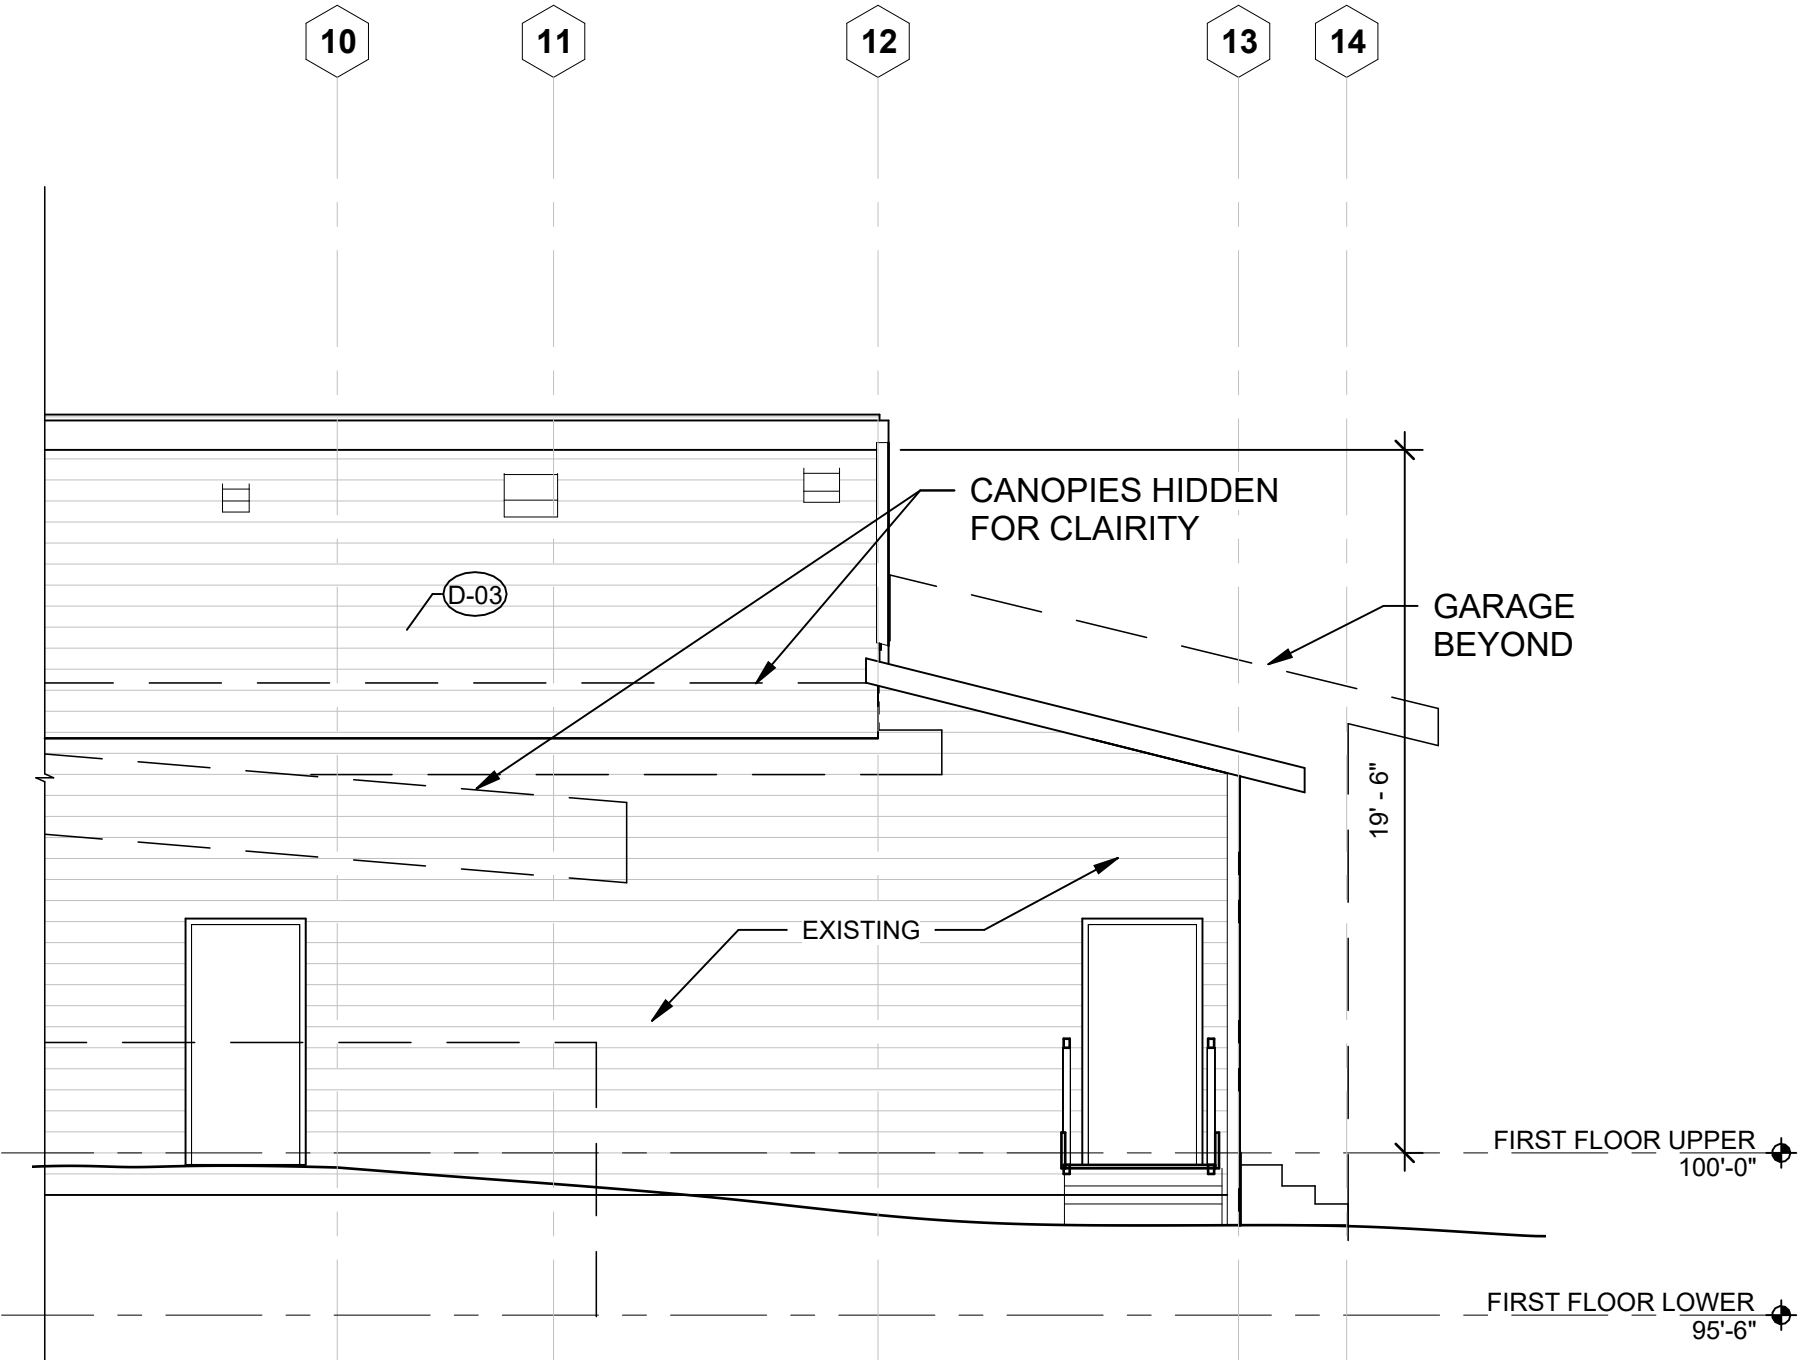 10
11
12
13
14
CANOPIES HIDDEN
FOR CLAIRITY
D-03
GARAGE
BEYOND
19' - 6"
EXISTING
FIRST FLOOR UPPER
100'-0"
FIRST FLOOR LOWER
95'-6"